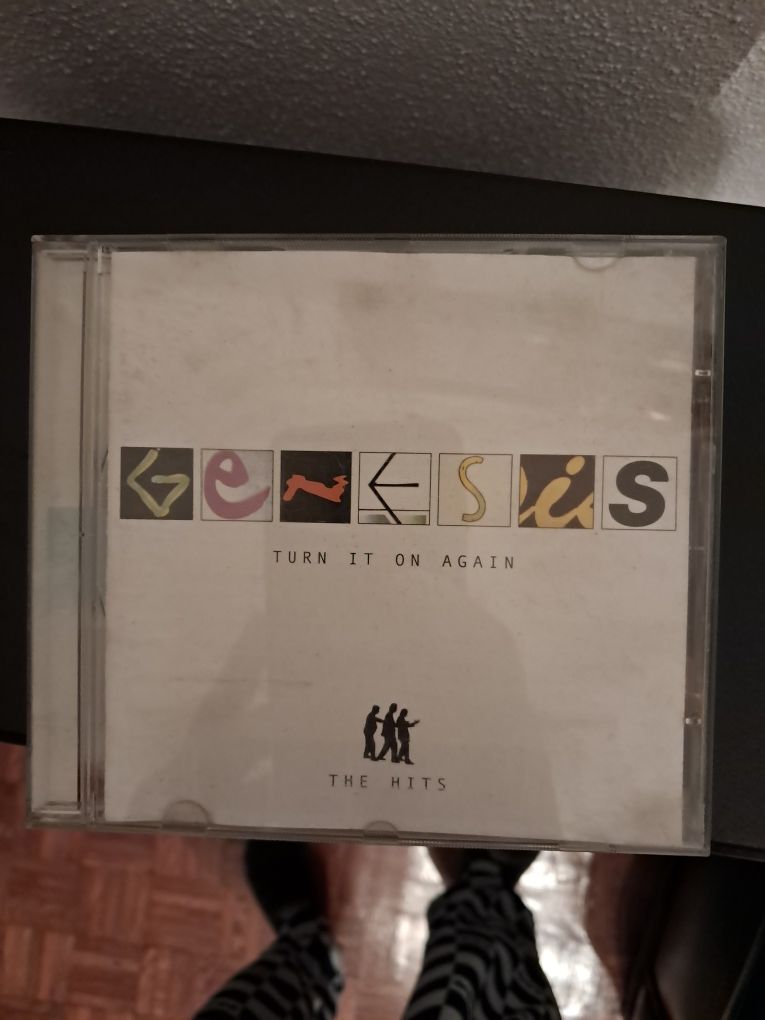 GENESiS
TURN IT ON AGAIN
THE HITS